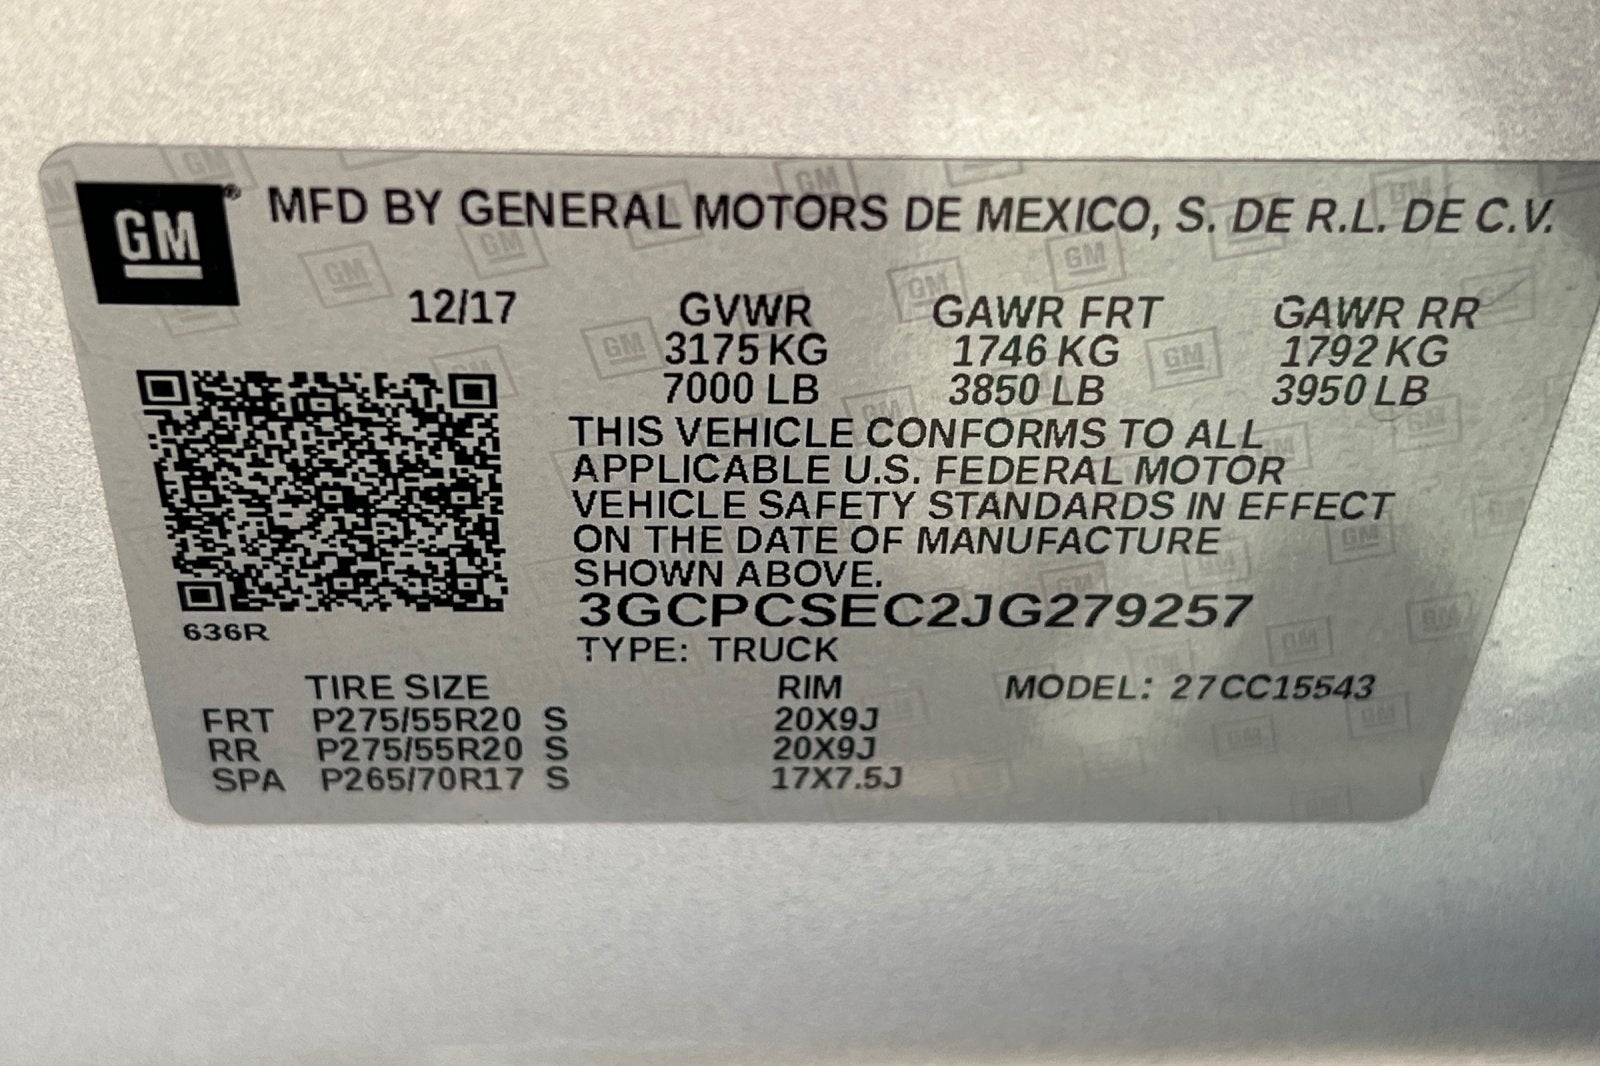 GM® MFD BY GENERAL MOTORS DE MEXICO, S. DE R.L. DE C.V.
12/17 GVWR GAWR FRT GAWR RR
3175 KG 1746 KG 1792 KG
7000 LB 3850 LB 3950 LB
THIS VEHICLE CONFORMS TO ALL
APPLICABLE U.S. FEDERAL MOTOR
VEHICLE SAFETY STANDARDS IN EFFECT
ON THE DATE OF MANUFACTURE
SHOWN ABOVE.
3GCPCSEC2JG279257
636R
TYPE: TRUCK
TIRE SIZE RIM MODEL: 27CC15543
FRT P275/55R20 S 20X9J
RR P275/55R20 S 20X9J
SPA P265/70R17 S 17X7.5J